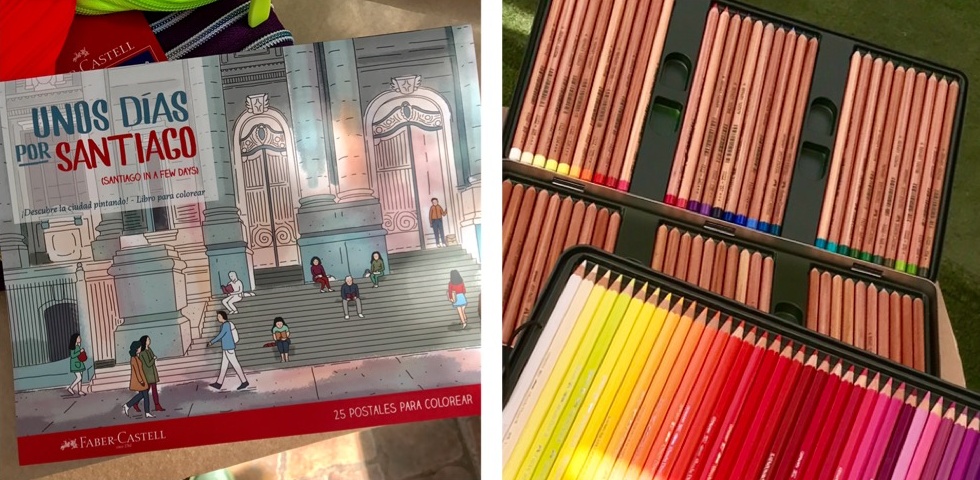 CASTELL
UNOS DÍAS
POR SANTIAGO
(SANTIAGO IN A FEW DAYS)
Descubre la ciudad pintando! - Libro para colorear
25 POSTALES PARA COLOREAR
FABER-CASTELL